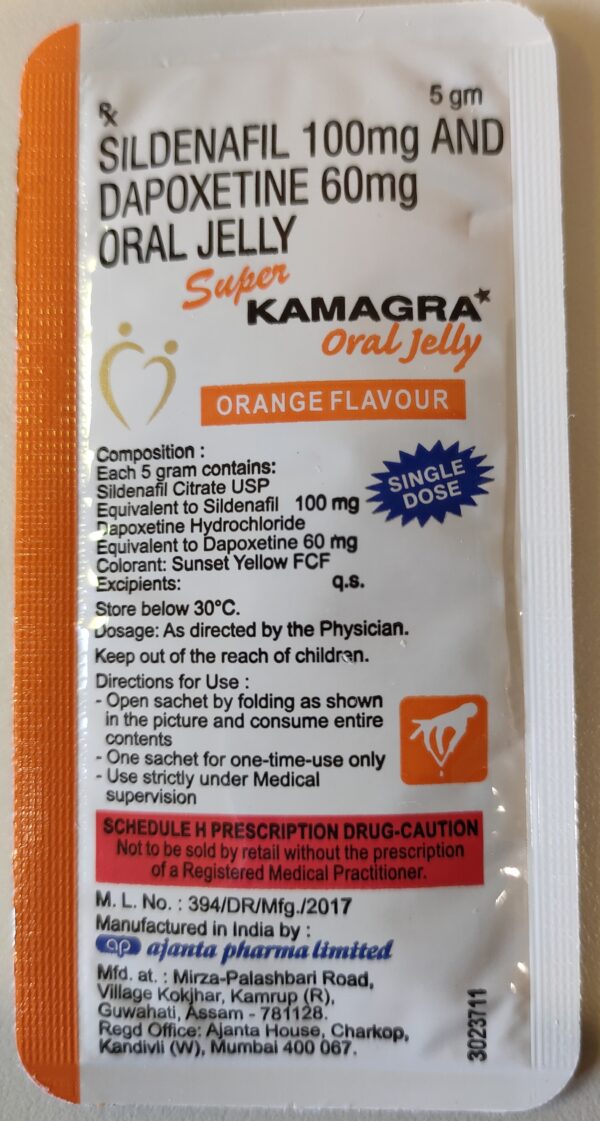 Rx
5 gm
SILDENAFIL 100mg AND
DAPOXETINE 60mg
ORAL JELLY
Super
KAMAGRA*
Oral Jelly
ORANGE FLAVOUR
Composition :
Each 5 gram contains:
Sildenafil Citrate USP
Equivalent to Sildenafil 100 mg
Dapoxetine Hydrochloride
Equivalent to Dapoxetine 60 mg
Colorant: Sunset Yellow FCF
Excipients: q.s.
SINGLE
DOSE
Store below 30°C.
Dosage: As directed by the Physician.
Keep out of the reach of children.
Directions for Use :
- Open sachet by folding as shown
in the picture and consume entire
contents
- One sachet for one-time-use only
- Use strictly under Medical
supervision
SCHEDULE H PRESCRIPTION DRUG-CAUTION
Not to be sold by retail without the prescription
of a Registered Medical Practitioner.
M. L. No. : 394/DR/Mfg./2017
Manufactured in India by :
ap ajanta pharma limited
Mfd. at. : Mirza-Palashbari Road,
Village Kokjhar, Kamrup (R),
Guwahati, Assam - 781128.
Regd Office: Ajanta House, Charkop,
Kandivli (W), Mumbai 400 067.
3023711